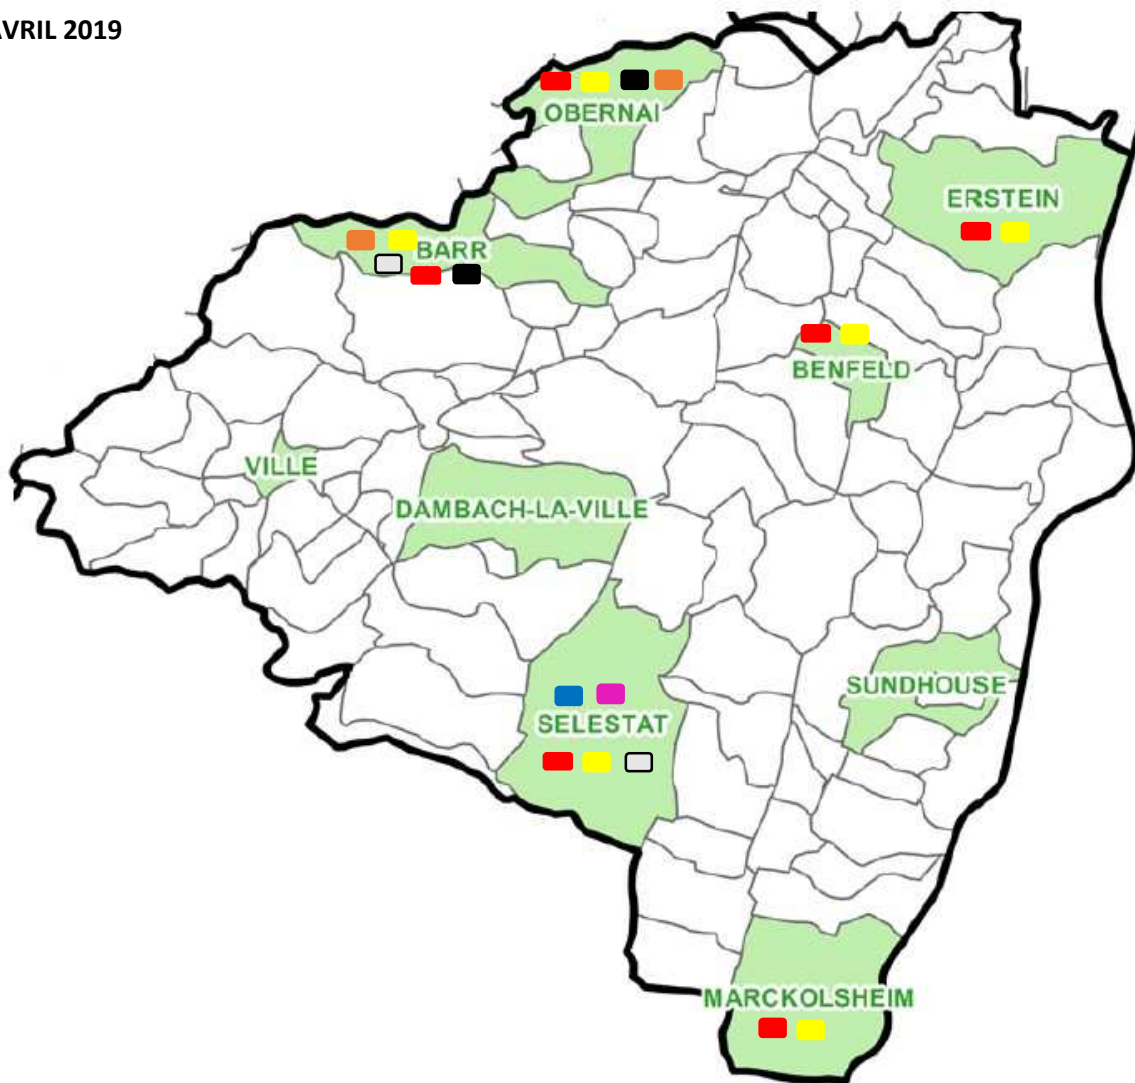 AVRIL 2019
OBERNAI
ERSTEIN
BARR
BENFELD
VILLE
DAMBACH-LA-VILLE
SUNDHOUSE
SELESTAT
MARCKOLSHEIM